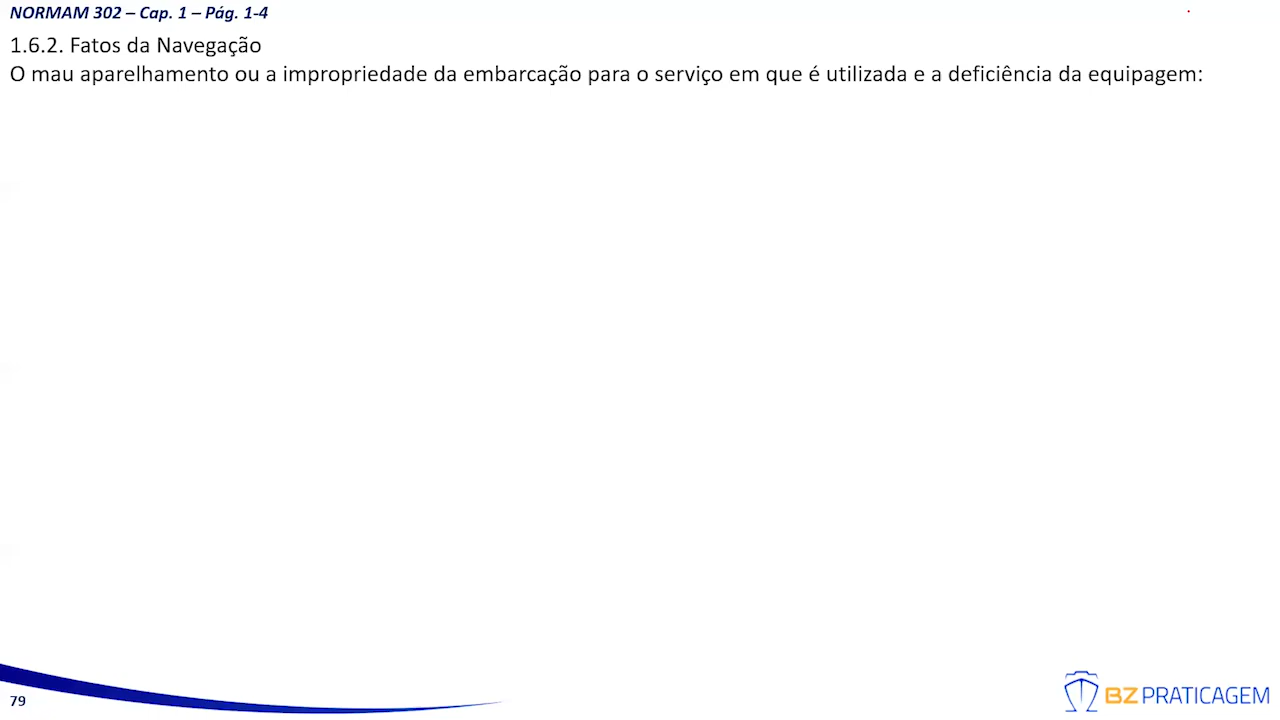 NORMAM 302 – Cap. 1 – Pág. 1-4
1.6.2. Fatos da Navegação
O mau aparelhamento ou a impropriedade da embarcação para o serviço em que é utilizada e a deficiência da equipagem:
79
BZ PRATICAGEM